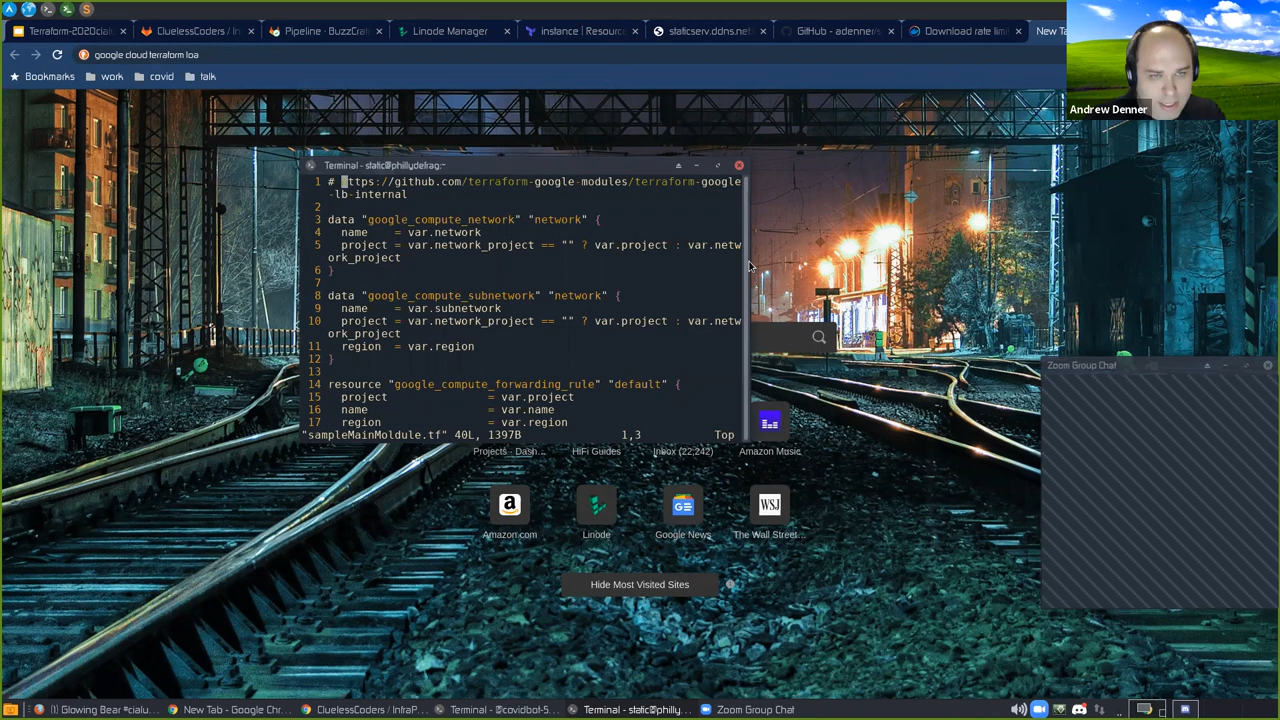 Terraform-2020cialu
CluelessCoders / In
Pipeline · BuzzCra
Linode Manager
instance | Resourc
staticserv.ddns.net
GitHub - adenner/s
Download rate limi
New Ta
google cloud terraform loa
Bookmarks
work
covid
talk
Andrew Denner
Terminal - static@phillydefrag:~
1 # https://github.com/terraform-google-modules/terraform-google
-lb-internal
2
3 data "google_compute_network" "network" {
4 name = var.network
5 project = var.network_project == "" ? var.project : var.netw
ork_project
6 }
7
8 data "google_compute_subnetwork" "network" {
9 name = var.subnetwork
10 project = var.network_project == "" ? var.project : var.netw
ork_project
11 region = var.region
12 }
13
14 resource "google_compute_forwarding_rule" "default" {
15 project = var.project
16 name = var.name
17 region = var.region
"sampleMainMoldule.tf" 40L, 1397B 1,3 Top
Zoom Group Chat
Projects · Dash...
HiFi Guides
Inbox (22,242)
Amazon Music
WSJ
Amazon.com
Linode
Google News
The Wall Street...
Hide Most Visited Sites
(1) Glowing Bear #cialu...
New Tab - Google Chr...
CluelessCoders / InfraP...
Terminal - @covidbot-5...
Terminal - static@philly...
Zoom Group Chat